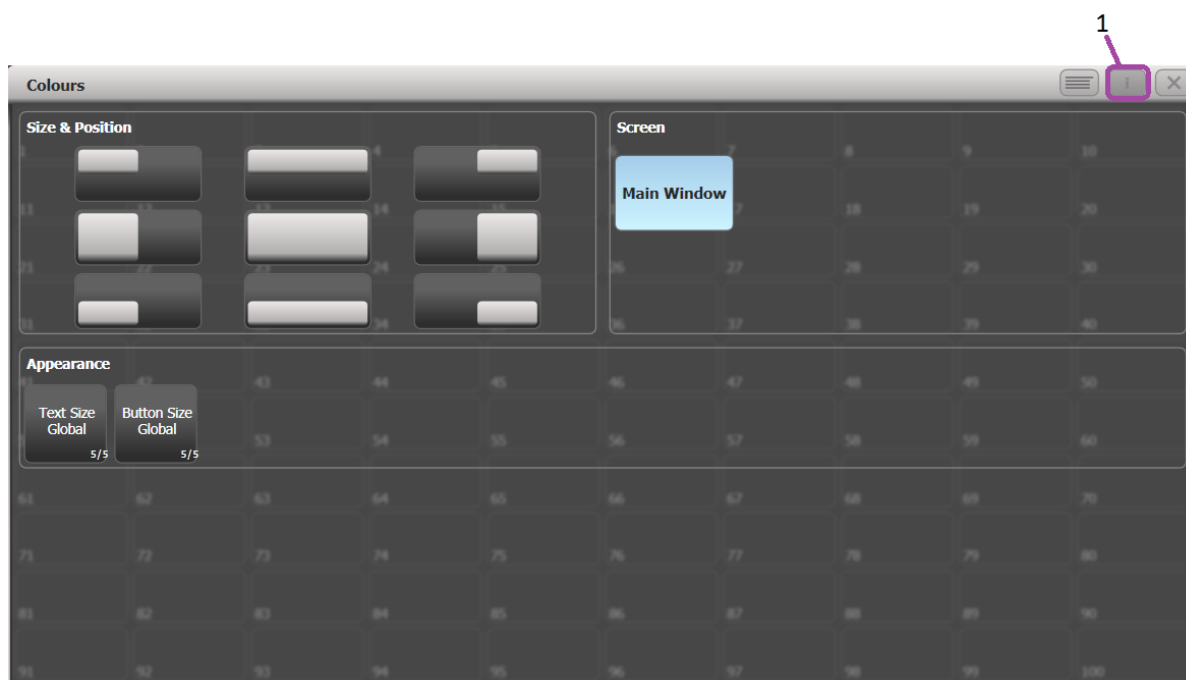 1
Colours
i
Size & Position
Screen
Main Window
Appearance
Text Size
Global
5/5
Button Size
Global
5/5
1 4 6 7 8 9 10
11 12 13 14 15 17 18 19 20
21 22 23 24 25 26 27 28 29 30
31 34 36 37 38 39 40
42 43 44 45 46 47 48 49 50
53 54 55 56 57 58 59 60
61 62 63 64 65 66 67 68 69 70
71 72 73 74 75 76 77 78 79 80
81 82 83 84 85 86 87 88 89 90
91 92 93 94 95 96 97 98 99 100